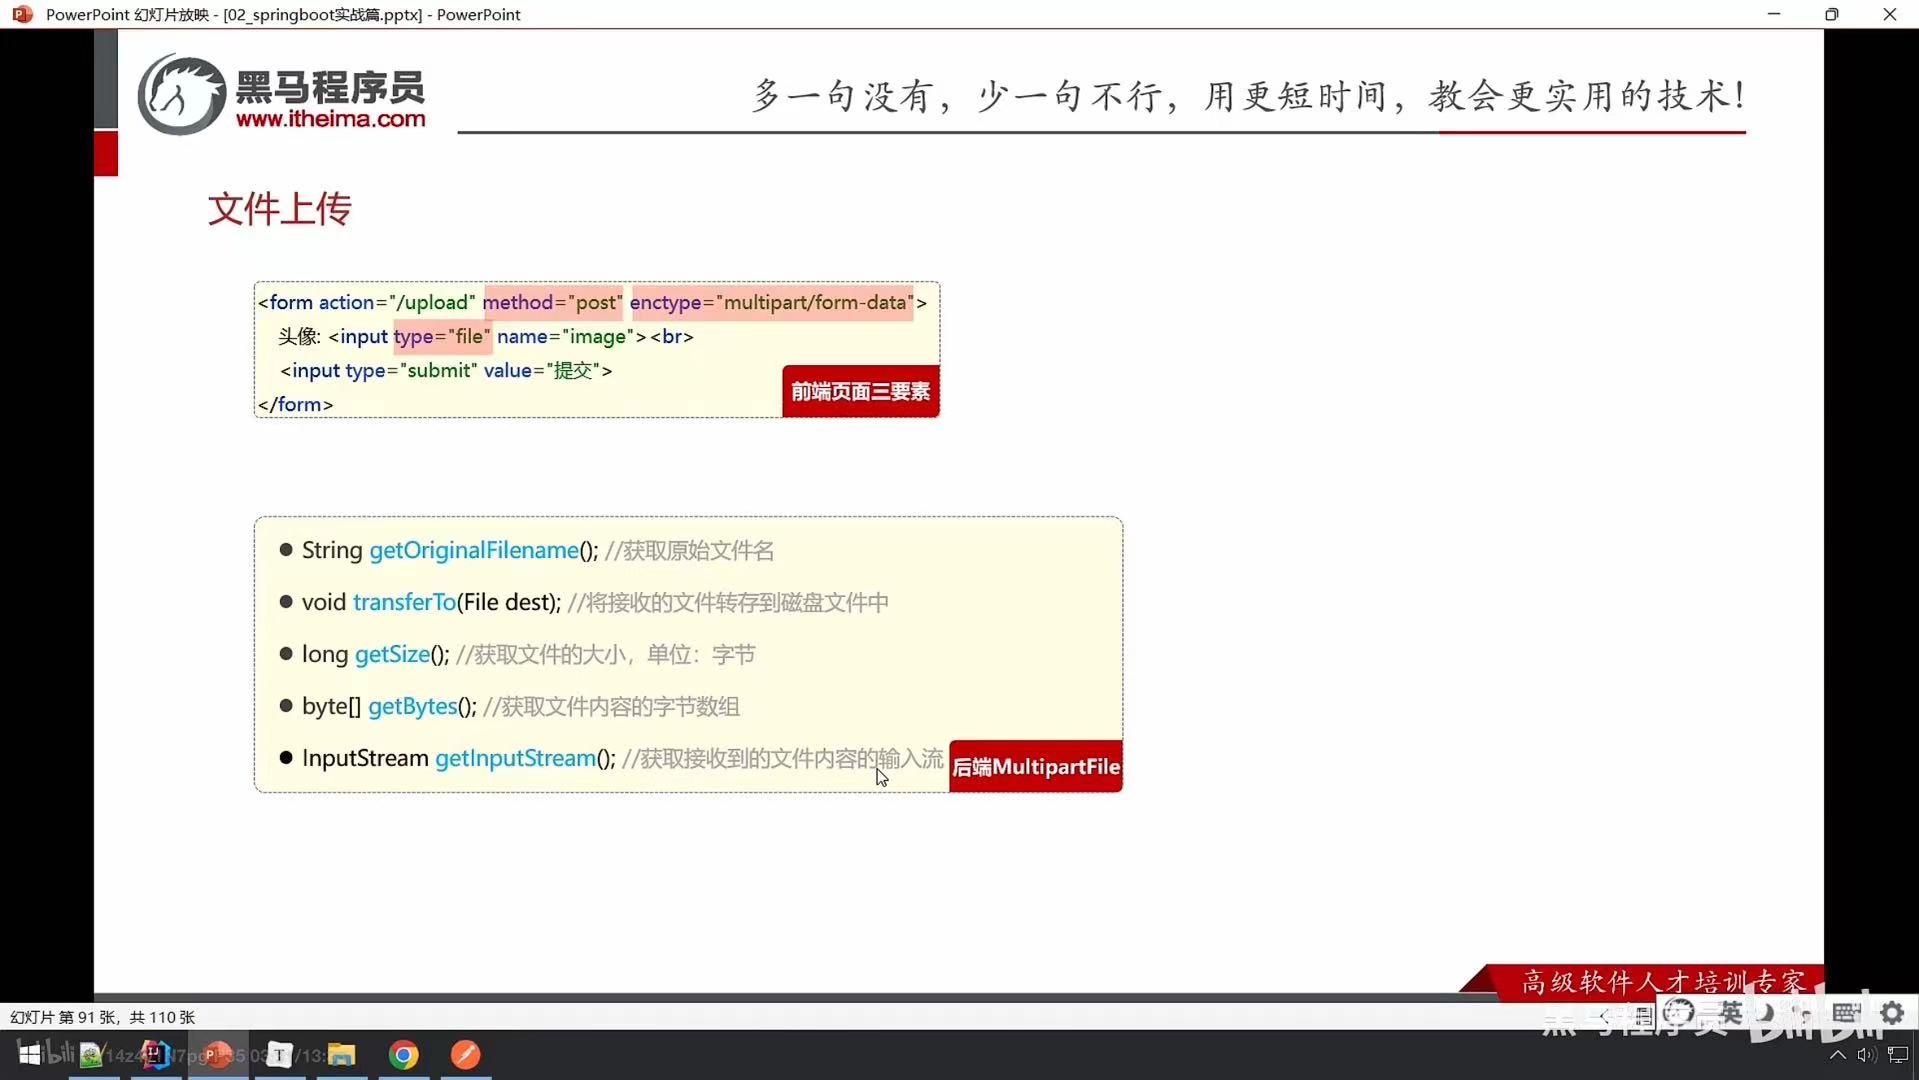 PowerPoint 幻灯片放映 - [02_springboot实战篇.pptx] - PowerPoint
黑马程序员
www.itheima.com
多一句没有，少一句不行，用更短时间，教会更实用的技术！
文件上传
<form action="/upload" method="post" enctype="multipart/form-data">
头像: <input type="file" name="image"><br>
<input type="submit" value="提交">
</form>
前端页面三要素
String getOriginalFilename(); //获取原始文件名
void transferTo(File dest); //将接收的文件转存到磁盘文件中
long getSize(); //获取文件的大小，单位：字节
byte[] getBytes(); //获取文件内容的字节数组
InputStream getInputStream(); //获取接收到的文件内容的输入流
后端MultipartFile
高级软件人才培训专家
幻灯片 第 91 张，共 110 张
黑马程序员 bilibili
英
bilibili